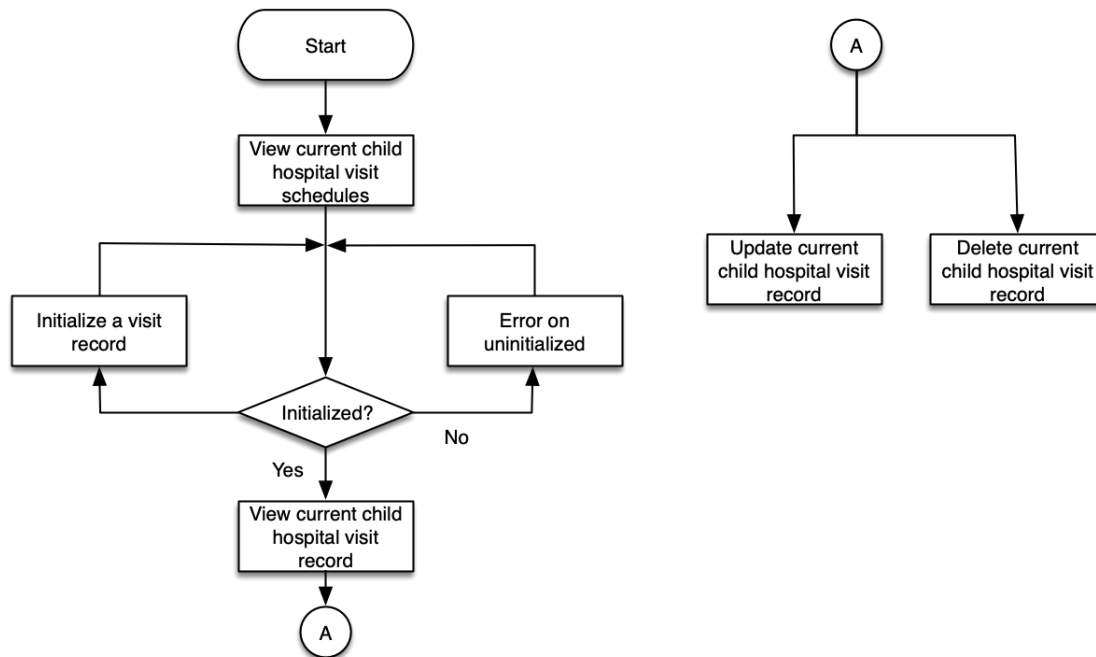 Start
View current child
hospital visit
schedules
Initialize a visit
record
Error on
uninitialized
Initialized?
No
Yes
View current child
hospital visit
record
A
A
Update current
child hospital visit
record
Delete current
child hospital visit
record